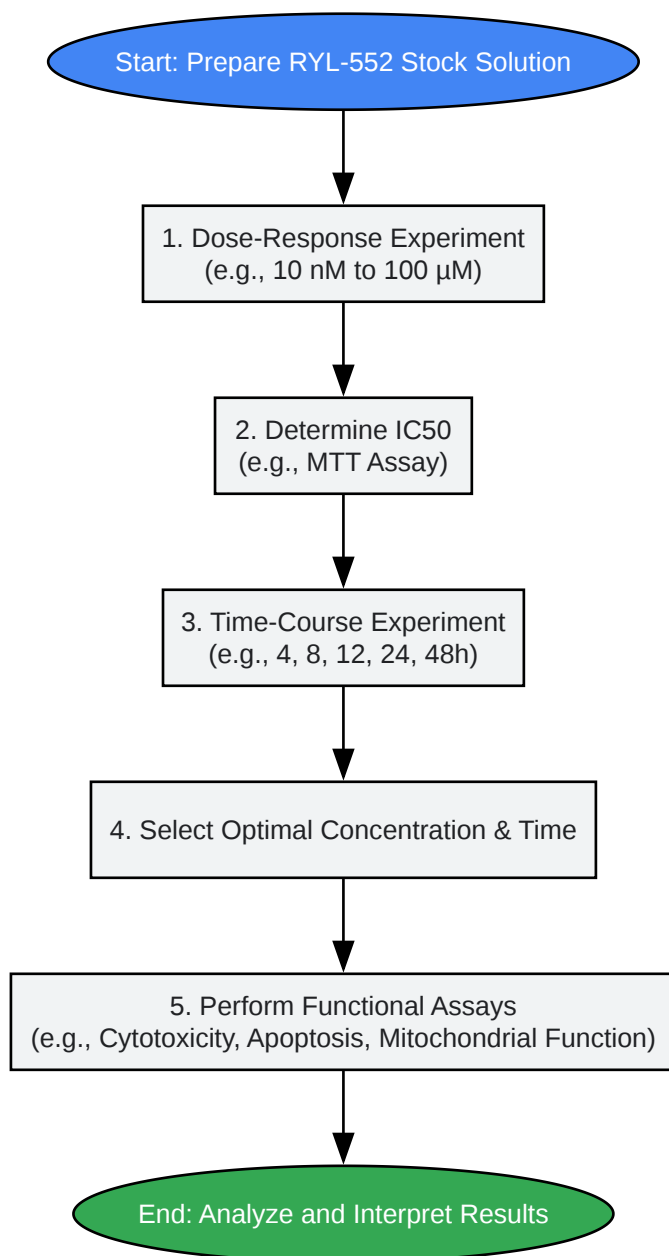 Start: Prepare RYL-552 Stock Solution
1. Dose-Response Experiment
(e.g., 10 nM to 100 µM)
2. Determine IC50
(e.g., MTT Assay)
3. Time-Course Experiment
(e.g., 4, 8, 12, 24, 48h)
4. Select Optimal Concentration & Time
5. Perform Functional Assays
(e.g., Cytotoxicity, Apoptosis, Mitochondrial Function)
End: Analyze and Interpret Results